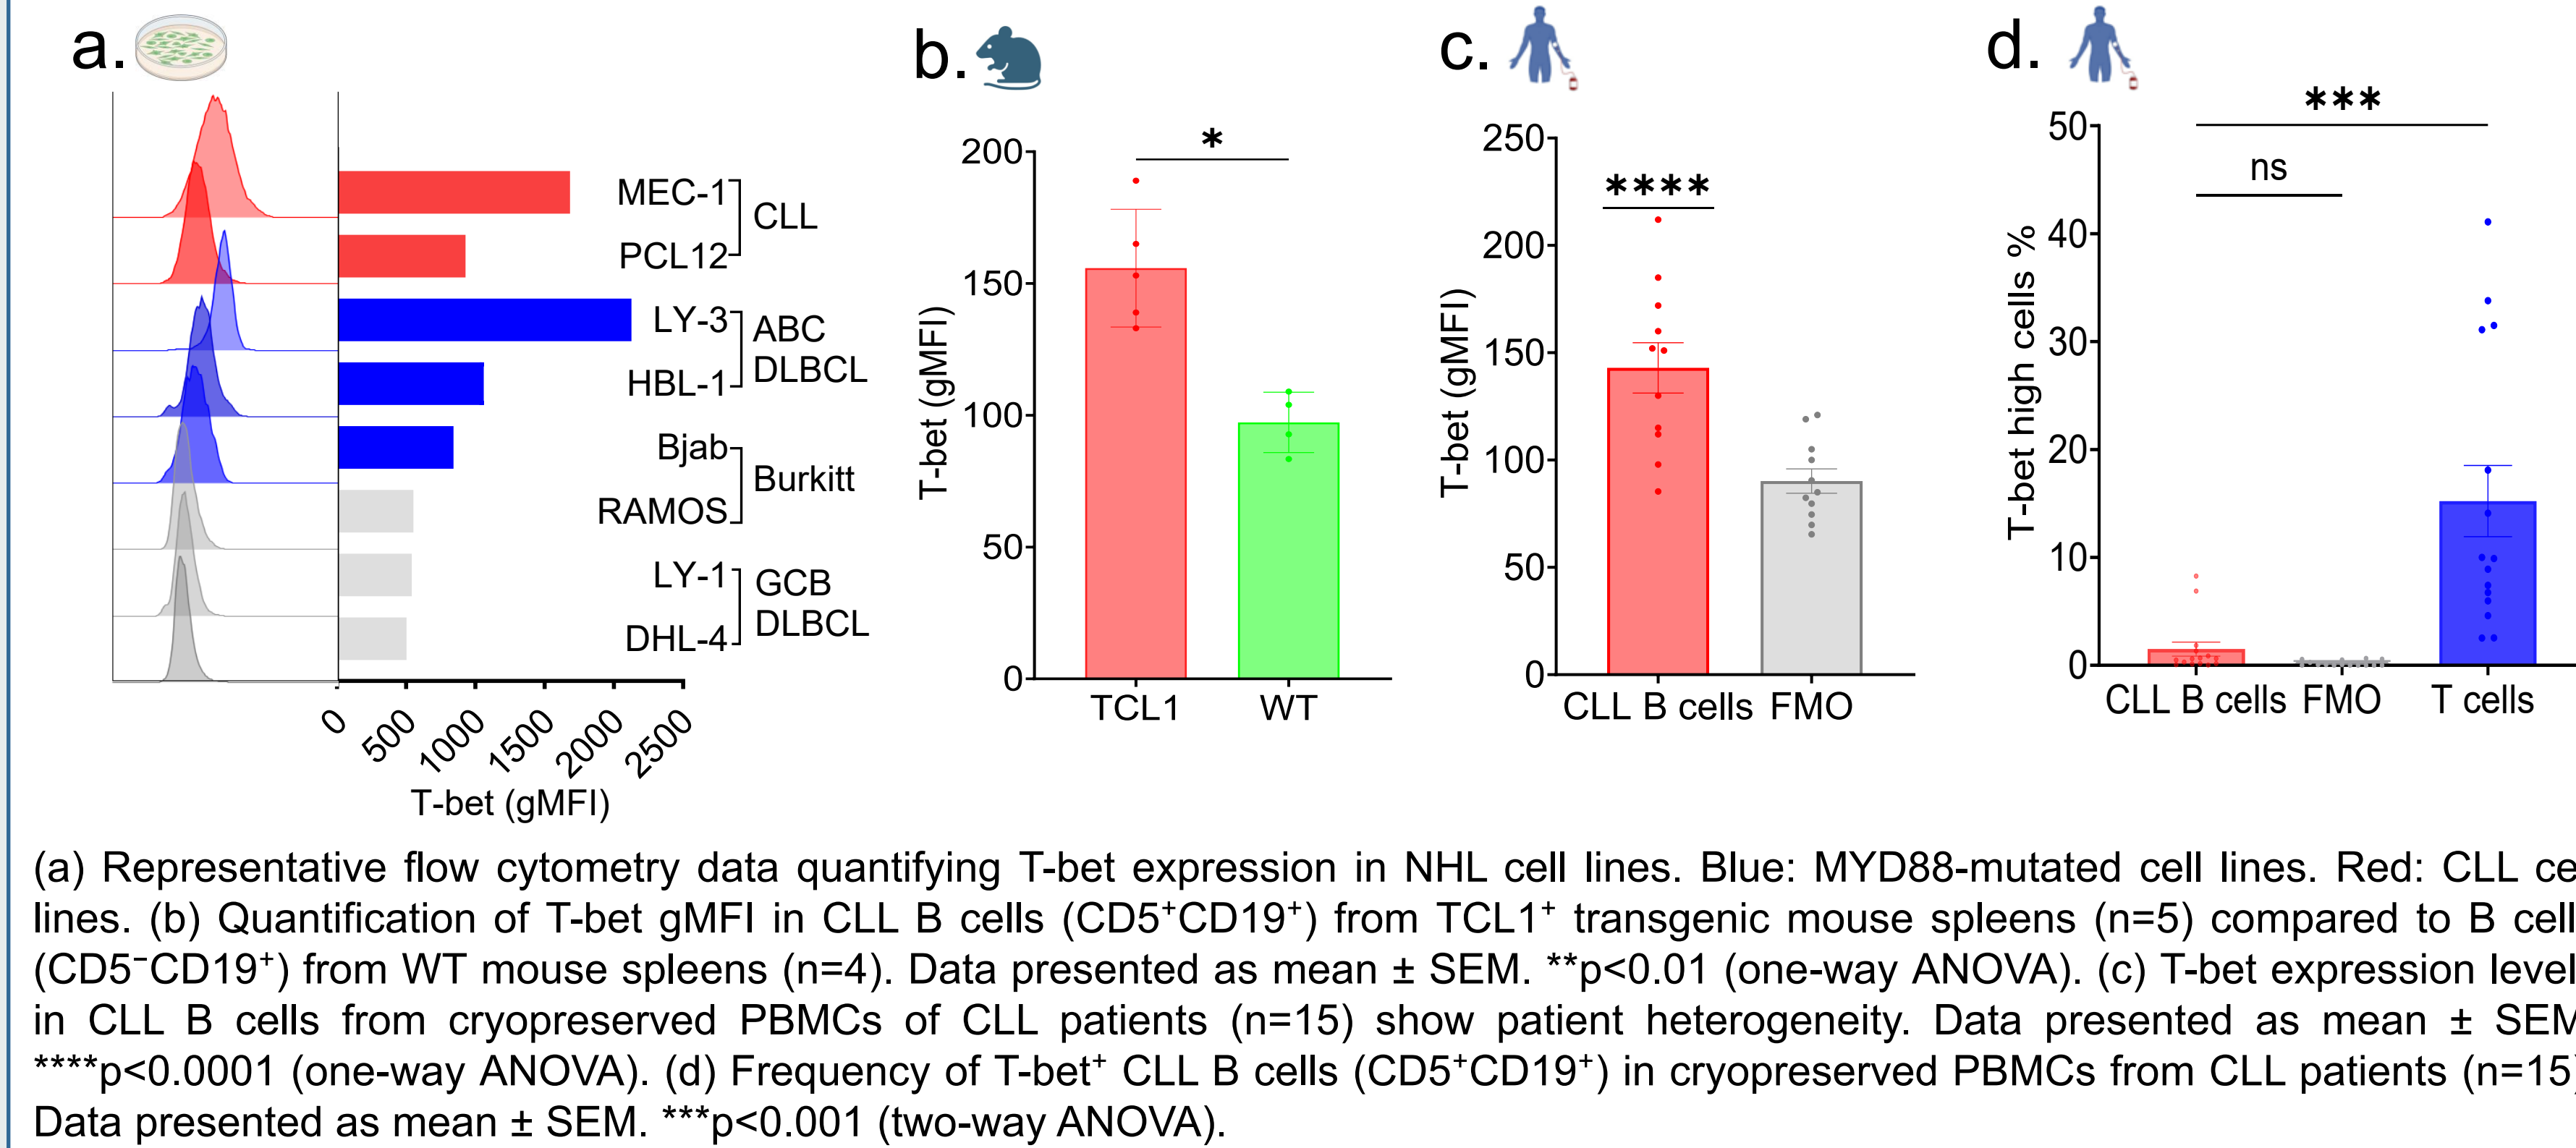 a.
b.
c.
d.
MEC-1
PCL12
CLL
LY-3
HBL-1
ABC
DLBCL
Bjab
RAMOS
Burkitt
LY-1
DHL-4
GCB
DLBCL
0
500
1000
1500
2000
2500
T-bet (gMFI)
*
200
150
100
50
0
T-bet (gMFI)
TCL1
WT
****
250
200
150
100
50
0
T-bet (gMFI)
CLL B cells
FMO
***
ns
50
40
30
20
10
0
T-bet high cells %
CLL B cells
FMO
T cells
(a) Representative flow cytometry data quantifying T-bet expression in NHL cell lines. Blue: MYD88-mutated cell lines. Red: CLL ce
lines. (b) Quantification of T-bet gMFI in CLL B cells (CD5⁺CD19⁺) from TCL1⁺ transgenic mouse spleens (n=5) compared to B cell
(CD5⁻CD19⁺) from WT mouse spleens (n=4). Data presented as mean ± SEM. **p<0.01 (one-way ANOVA). (c) T-bet expression level
in CLL B cells from cryopreserved PBMCs of CLL patients (n=15) show patient heterogeneity. Data presented as mean ± SEM
****p<0.0001 (one-way ANOVA). (d) Frequency of T-bet⁺ CLL B cells (CD5⁺CD19⁺) in cryopreserved PBMCs from CLL patients (n=15)
Data presented as mean ± SEM. ***p<0.001 (two-way ANOVA).